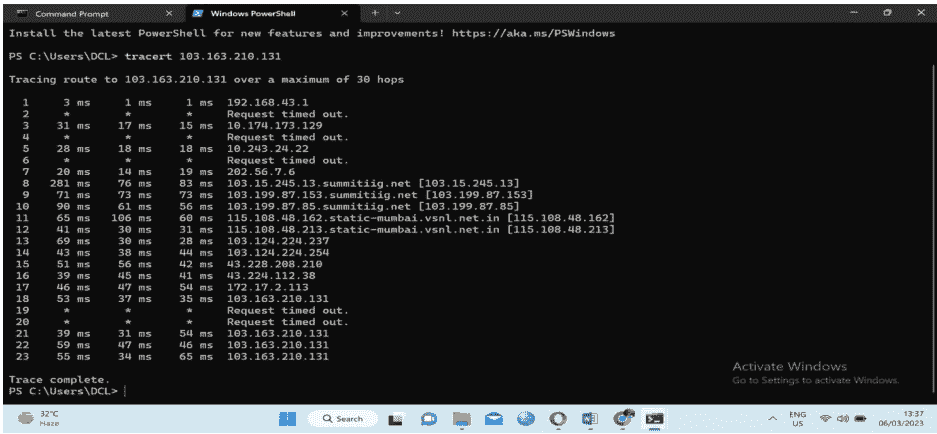 Command Prompt
Windows PowerShell
Install the latest PowerShell for new features and improvements! https://aka.ms/PSWindows
PS C:\Users\DCL> tracert 103.163.210.131
Tracing route to 103.163.210.131 over a maximum of 30 hops
1 3 ms 1 ms 1 ms 192.168.43.1
2 * * * Request timed out.
3 31 ms 17 ms 15 ms 10.174.173.129
4 * * * Request timed out.
5 28 ms 18 ms 18 ms 10.243.24.22
6 * * * Request timed out.
7 20 ms 14 ms 19 ms 202.56.7.6
8 281 ms 76 ms 83 ms 103.15.245.13.summitiig.net [103.15.245.13]
9 71 ms 73 ms 73 ms 103.199.87.153.summitiig.net [103.199.87.153]
10 90 ms 61 ms 56 ms 103.199.87.85.summitiig.net [103.199.87.85]
11 65 ms 106 ms 60 ms 115.108.48.162.static-mumbai.vsnl.net.in [115.108.48.162]
12 41 ms 30 ms 31 ms 115.108.48.213.static-mumbai.vsnl.net.in [115.108.48.213]
13 69 ms 30 ms 28 ms 103.124.224.237
14 43 ms 38 ms 44 ms 103.124.224.254
15 51 ms 56 ms 42 ms 43.228.208.210
16 39 ms 45 ms 41 ms 43.224.112.38
17 46 ms 47 ms 54 ms 172.17.2.113
18 53 ms 37 ms 35 ms 103.163.210.131
19 * * * Request timed out.
20 * * * Request timed out.
21 39 ms 31 ms 54 ms 103.163.210.131
22 59 ms 47 ms 46 ms 103.163.210.131
23 55 ms 34 ms 65 ms 103.163.210.131
Trace complete.
PS C:\Users\DCL>
Activate Windows
Go to Settings to activate Windows.
32°C
Haze
Search
ENG
US
13:37
06/03/2023